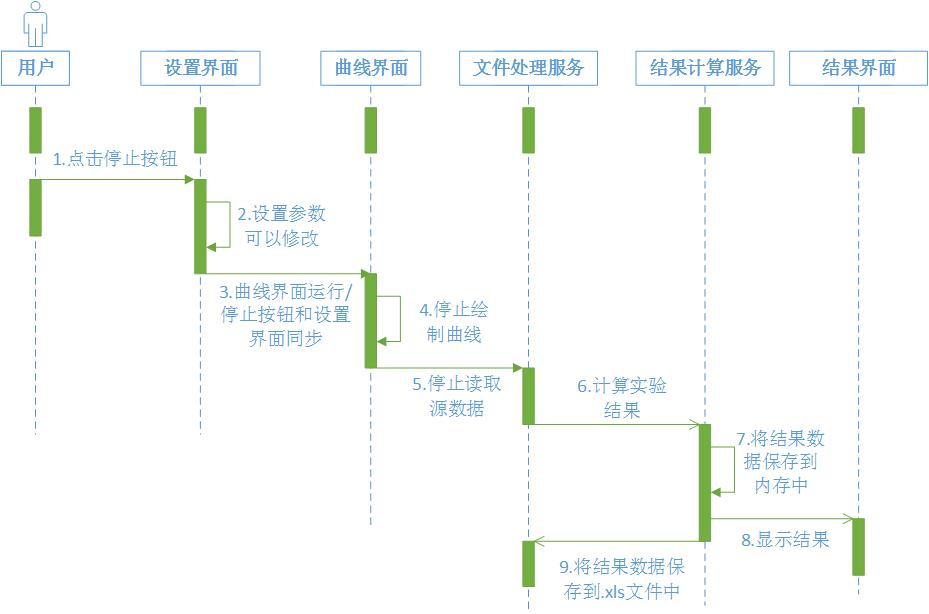 用户
设置界面
曲线界面
文件处理服务
结果计算服务
结果界面
1.点击停止按钮
2.设置参数
可以修改
3.曲线界面运行/
停止按钮和设置
界面同步
4.停止绘
制曲线
5.停止读取
源数据
6.计算实验
结果
7.将结果数
据保存到
内存中
8.显示结果
9.将结果数据保
存到.xls文件中